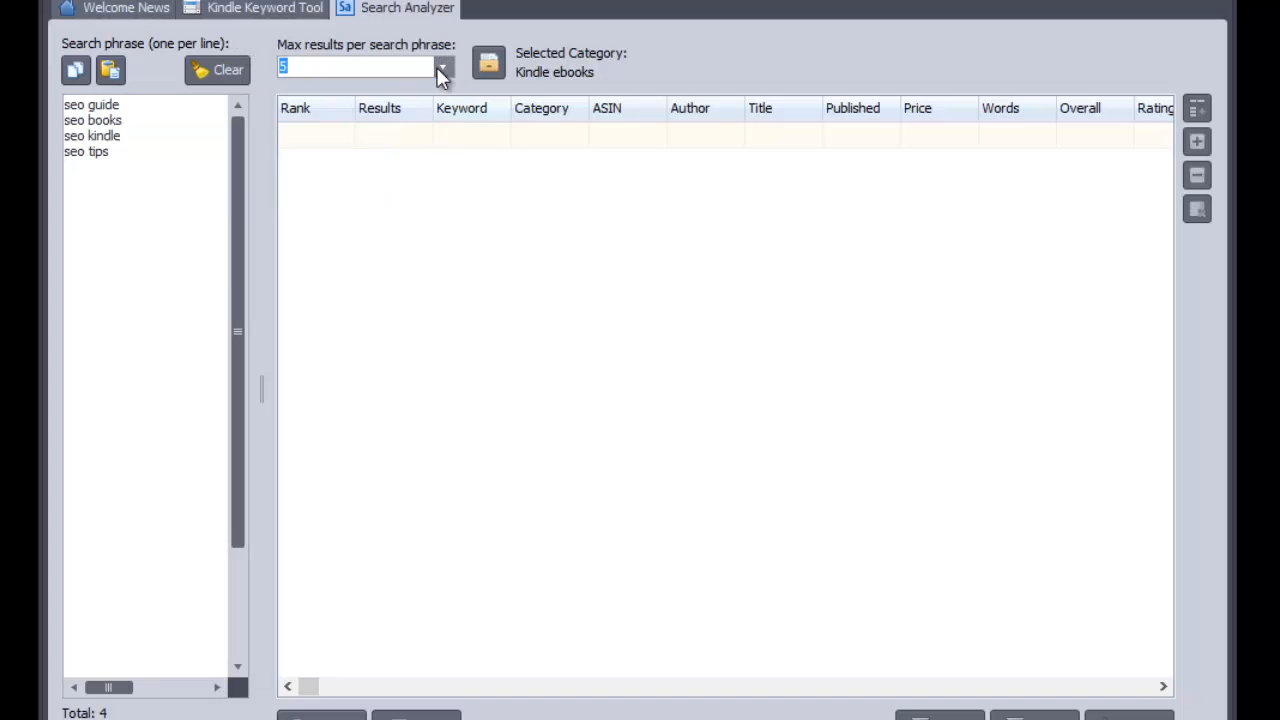 Welcome News
Kindle Keyword Tool
Sa
Search Analyzer
Search phrase (one per line):
Clear
seo guide
seo books
seo kindle
seo tips
Total: 4
Max results per search phrase:
5
Selected Category:
Kindle ebooks
Rank Results Keyword Category ASIN Author Title Published Price Words Overall Rating